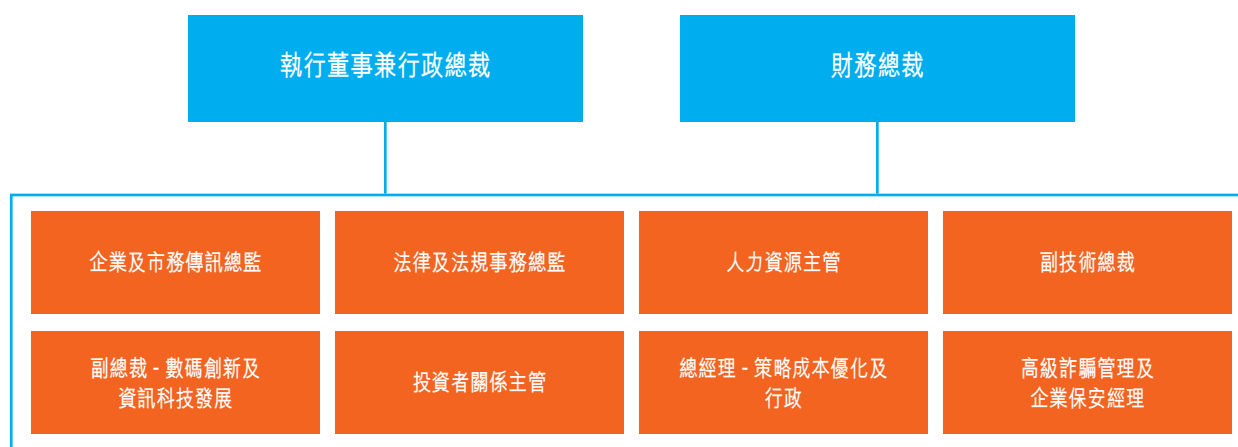 執行董事兼行政總裁
財務總裁
企業及市務傳訊總監
法律及法規事務總監
人力資源主管
副技術總裁
副總裁 - 數碼創新及
資訊科技發展
投資者關係主管
總經理 - 策略成本優化及
行政
高級詐騙管理及
企業保安經理